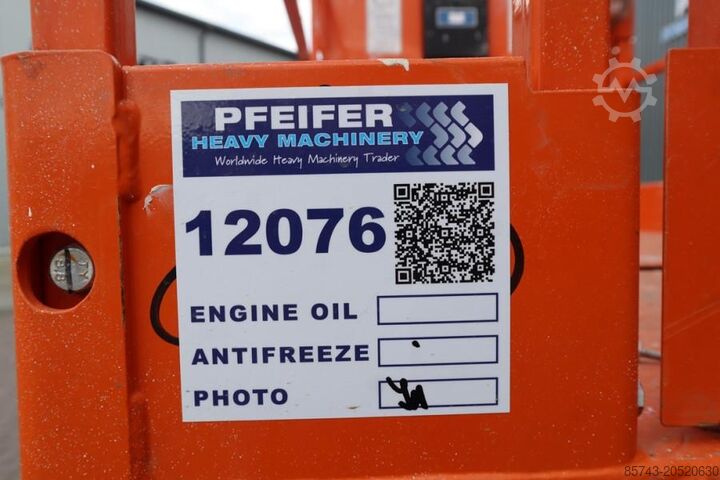 PFEIFER
HEAVY MACHINERY
Worldwide Heavy Machinery Trader
12076
ENGINE OIL
ANTIFREEZE
PHOTO
85743-20520630